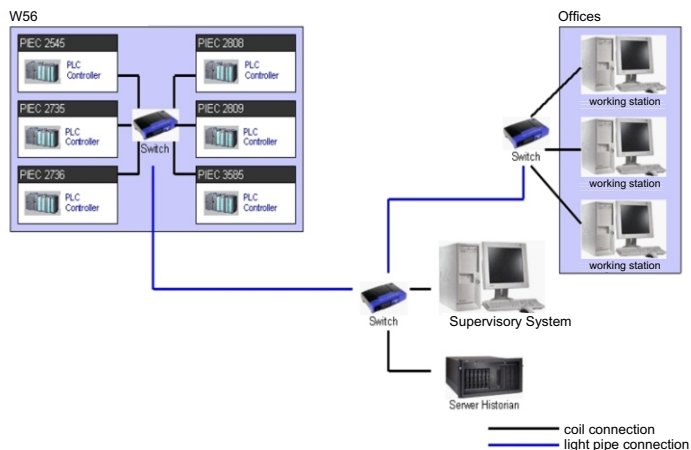 W56
Offices
PIEC 2545
PLC
Controller
PIEC 2808
PLC
Controller
PIEC 2735
PLC
Controller
PIEC 2809
PLC
Controller
PIEC 2736
PLC
Controller
PIEC 3585
PLC
Controller
Switch
working station
Switch
working station
working station
Switch
Supervisory System
Serwer Historian
coil connection
light pipe connection